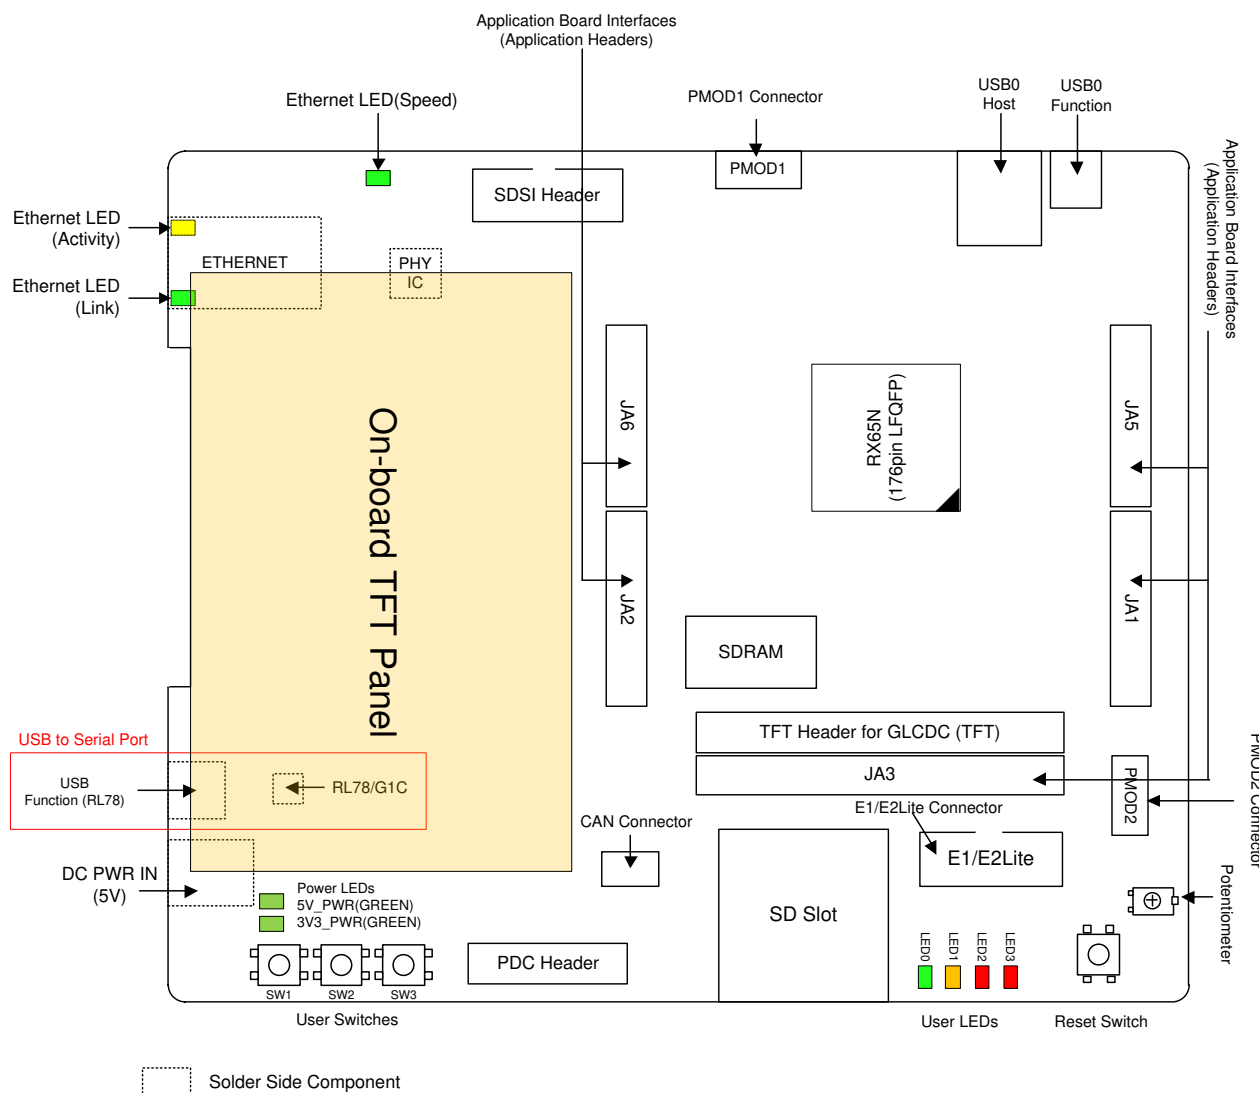 Application Board Interfaces
(Application Headers)
Ethernet LED(Speed)
PMOD1 Connector
USB0
Host
USB0
Function
PMOD1
SDSI Header
Application Board Interfaces
(Application Headers)
Ethernet LED
(Activity)
ETHERNET
PHY
IC
Ethernet LED
(Link)
On-board TFT Panel
JA6
RX65N
(176pin LFQFP)
JA5
JA2
JA1
SDRAM
TFT Header for GLCDC (TFT)
USB to Serial Port
JA3
PMOD2
PMOD2 Connector
USB
Function (RL78)
RL78/G1C
E1/E2Lite Connector
CAN Connector
E1/E2Lite
DC PWR IN
(5V)
Power LEDs
5V_PWR(GREEN)
3V3_PWR(GREEN)
SD Slot
Potentiometer
LED0
LED1
LED2
LED3
PDC Header
SW1
SW2
SW3
User Switches
User LEDs
Reset Switch
Solder Side Component